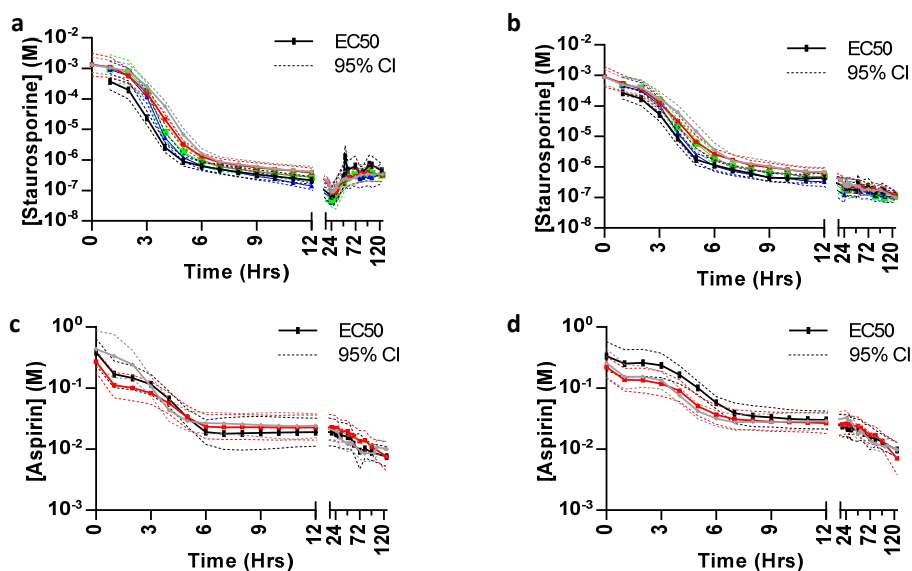 a
[Staurosporine] (M)
10-2
10-3
10-4
10-5
10-6
10-7
10-8
EC50
95% CI
0
3
6
9
12
24
72
120
Time (Hrs)
b
[Staurosporine] (M)
10-2
10-3
10-4
10-5
10-6
10-7
10-8
EC50
95% CI
0
3
6
9
12
24
72
120
Time (Hrs)
c
[Aspirin] (M)
100
10-1
10-2
10-3
EC50
95% CI
0
3
6
9
12
24
72
120
Time (Hrs)
d
[Aspirin] (M)
100
10-1
10-2
10-3
EC50
95% CI
0
3
6
9
12
24
72
120
Time (Hrs)